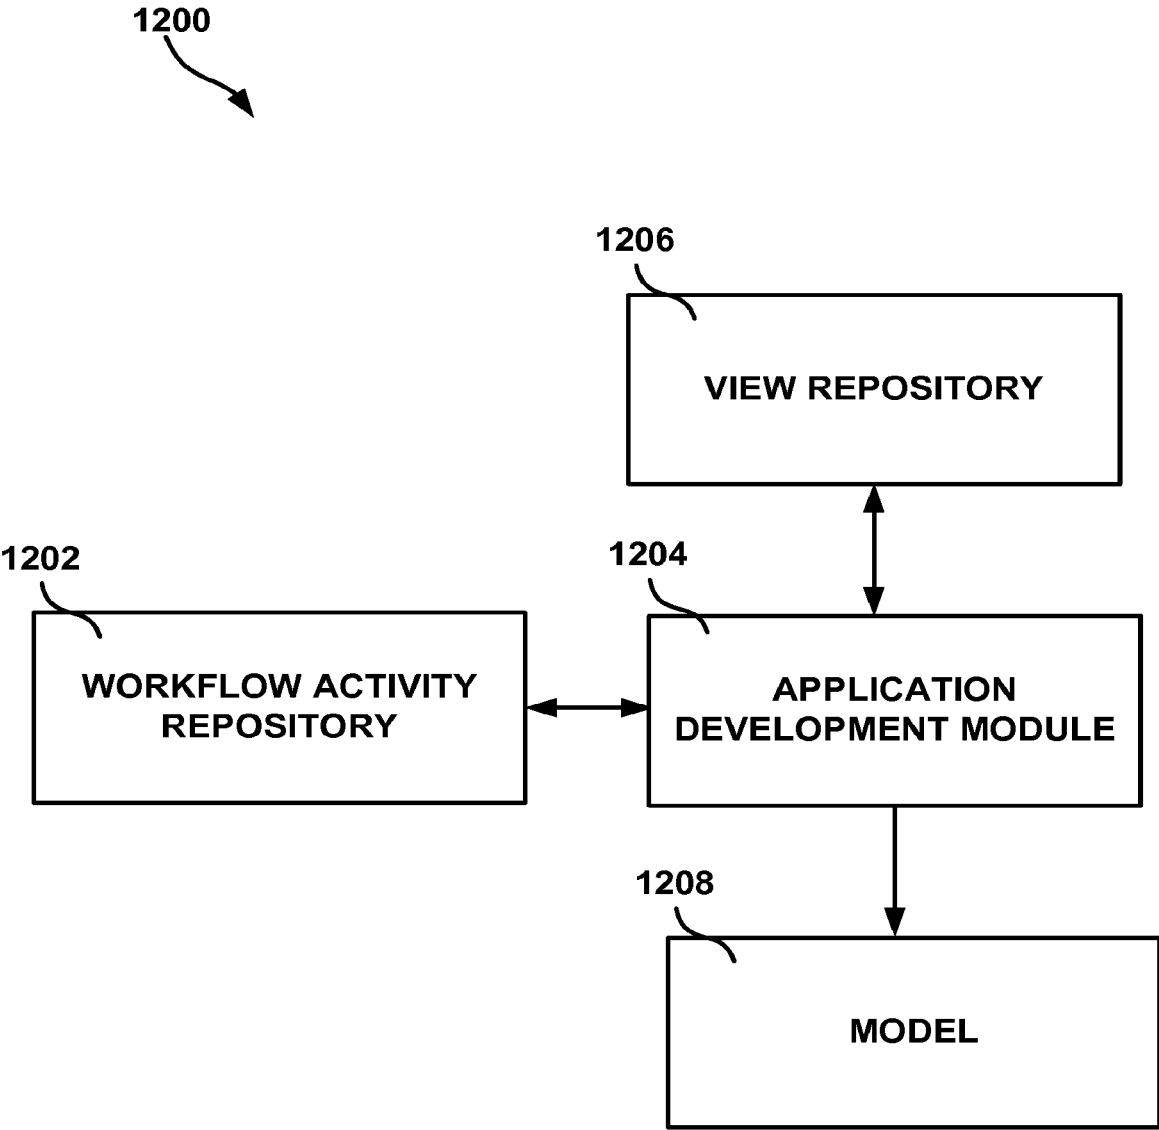 1200
1206
VIEW REPOSITORY
1202
1204
WORKFLOW ACTIVITY
REPOSITORY
APPLICATION
DEVELOPMENT MODULE
1208
MODEL